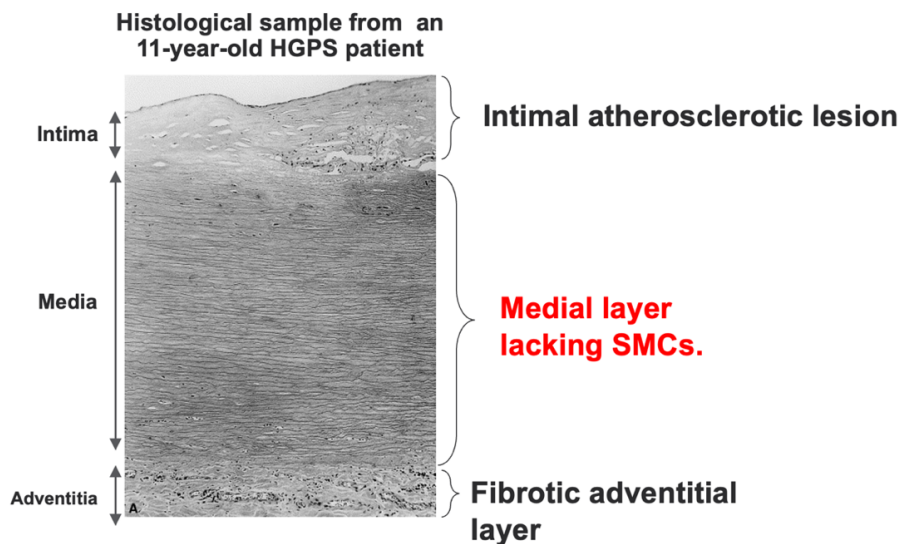 Histological sample from an
11-year-old HGPS patient
Intima
Intimal atherosclerotic lesion
Media
Medial layer
lacking SMCs.
Adventitia
A
Fibrotic adventitial
layer